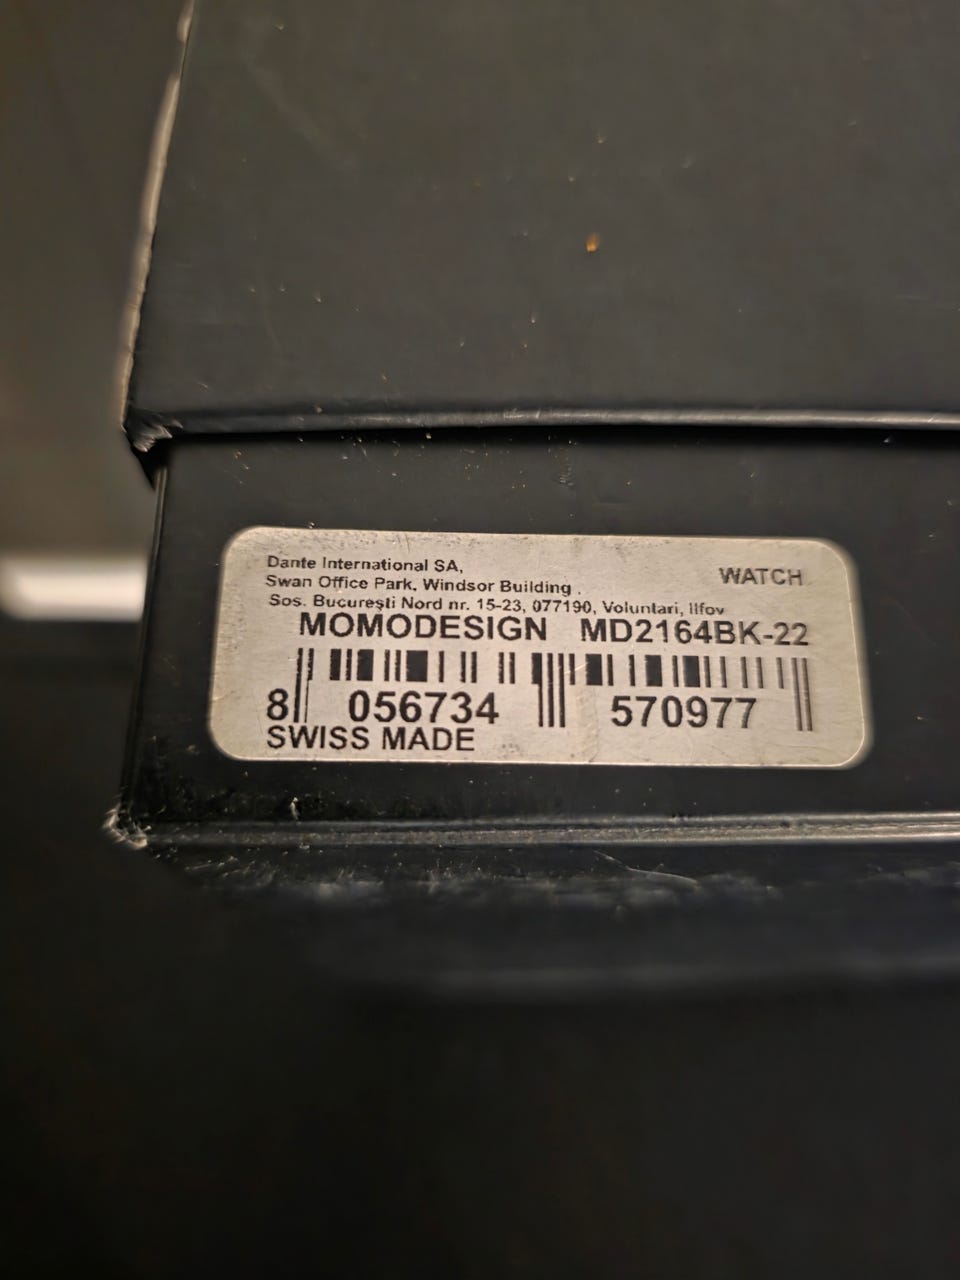 Dante International SA,
Swan Office Park, Windsor Building .
Sos. Bucureşti Nord nr. 15-23, 077190, Voluntari, Ilfov
WATCH
MOMODESIGN MD2164BK-22
8 056734 570977
SWISS MADE